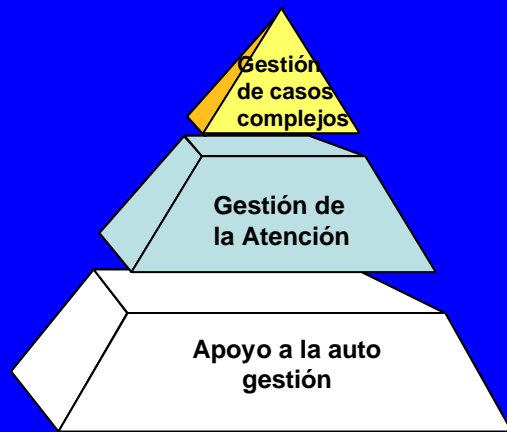 Gestión
de casos
complejos
Gestión de
la Atención
Apoyo a la auto
gestión